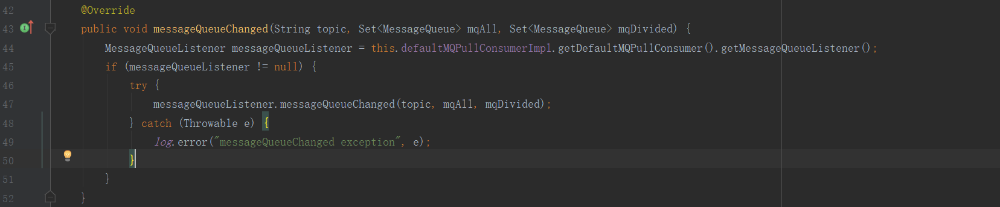 42 @Override
43 public void messageQueueChanged(String topic, Set<MessageQueue> mqAll, Set<MessageQueue> mqDivided) {
44 MessageQueueListener messageQueueListener = this.defaultMQPullConsumerImpl.getDefaultMQPullConsumer().getMessageQueueListener();
45 if (messageQueueListener != null) {
46 try {
47 messageQueueListener.messageQueueChanged(topic, mqAll, mqDivided);
48 } catch (Throwable e) {
49 log.error("messageQueueChanged exception", e);
50 }
51 }
52 }